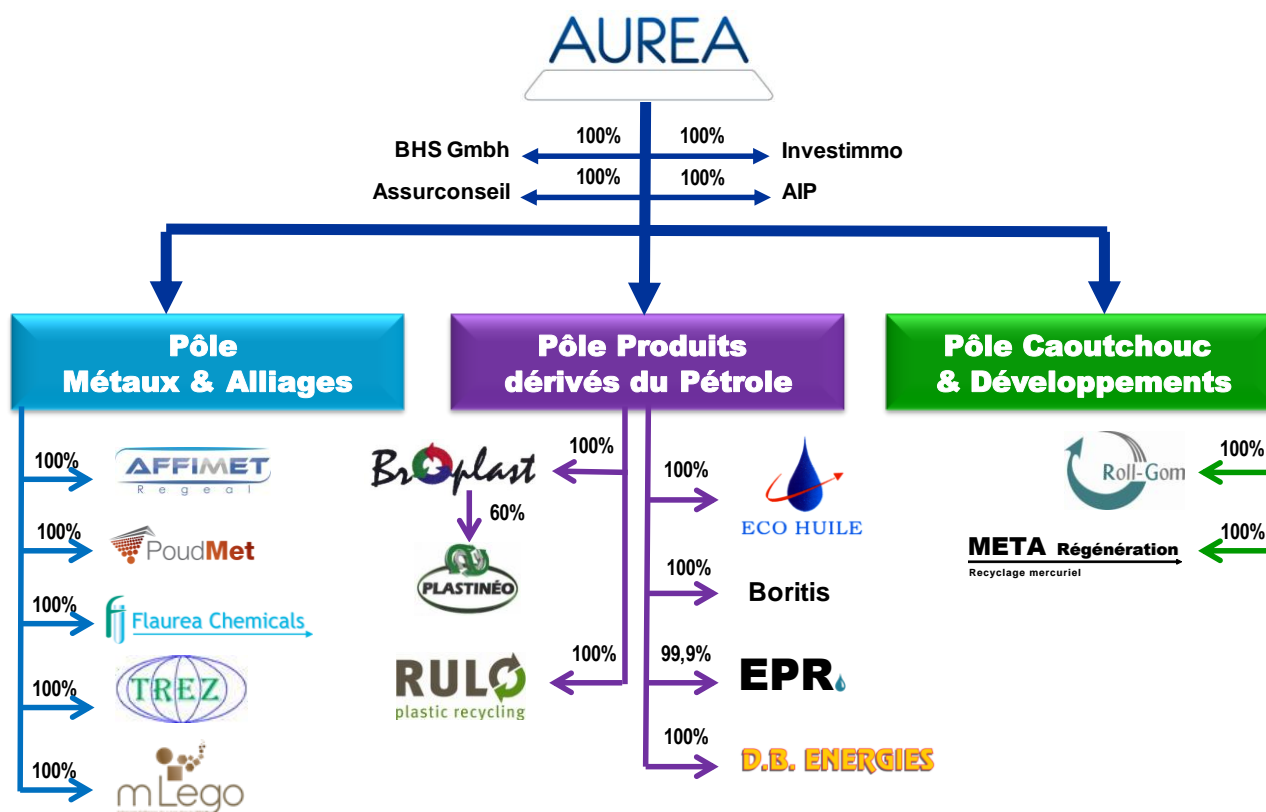 AUREA
BHS Gmbh 100% 100% Investimmo
Assurconseil 100% 100% AIP
Pôle
Métaux & Alliages
100% AFFIMET
Regeal
100% PoudMet
100% Flaurea Chemicals
100% TREZ
100% mLego
Pôle Produits
dérivés du Pétrole
Broplast 100%
60%
PLASTINÉO
RULO 100%
plastic recycling
100% ECO HUILE
100% Boritis
99,9% EPR
100% D.B. ENERGIES
Pôle Caoutchouc
& Développements
Roll-Gom 100%
META Régénération 100%
Recyclage mercuriel